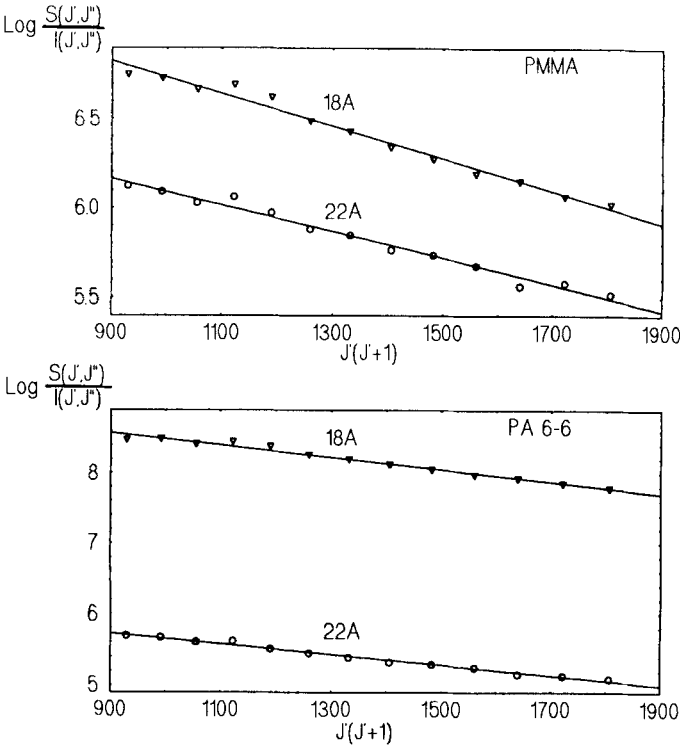 Log S(J',J")
I(J',J")
PMMA
18A
22A
6.5
6.0
5.5
900 1100 1300 1500 1700 1900
J'(J'+1)
Log S(J',J")
I(J',J")
PA 6-6
18A
22A
8
7
6
5
900 1100 1300 1500 1700 1900
J'(J'+1)